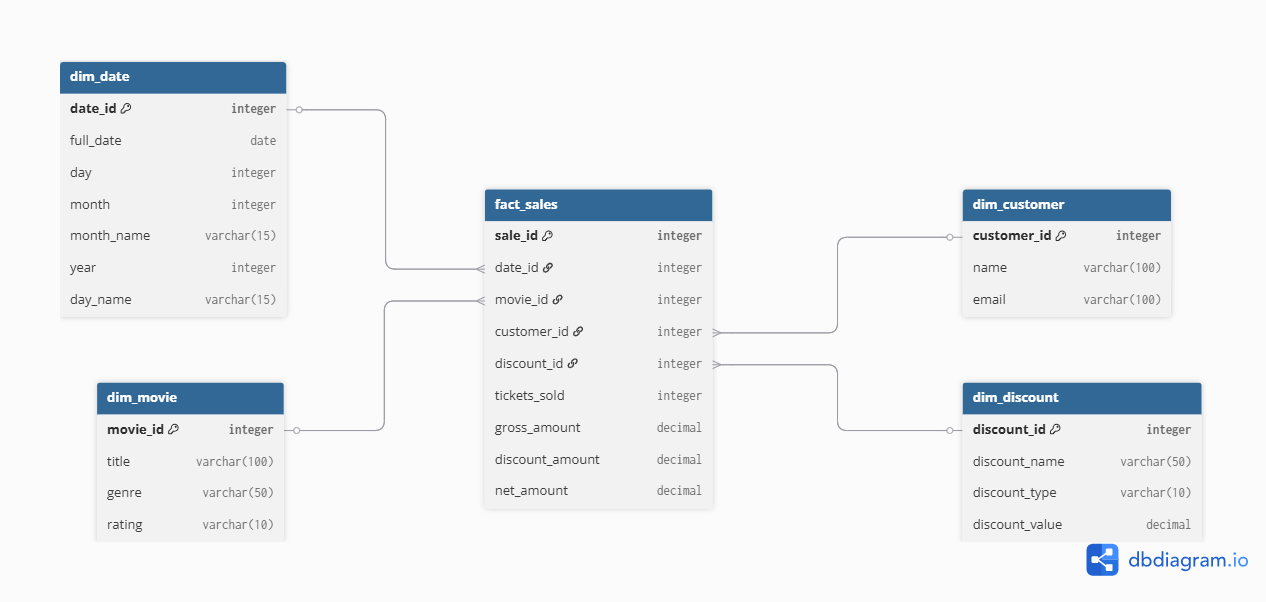 dim_date
date_id integer
full_date date
day integer
month integer
month_name varchar(15)
year integer
day_name varchar(15)
dim_movie
movie_id integer
title varchar(100)
genre varchar(50)
rating varchar(10)
fact_sales
sale_id integer
date_id integer
movie_id integer
customer_id integer
discount_id integer
tickets_sold integer
gross_amount decimal
discount_amount decimal
net_amount decimal
dim_customer
customer_id integer
name varchar(100)
email varchar(100)
dim_discount
discount_id integer
discount_name varchar(50)
discount_type varchar(10)
discount_value decimal
dbdiagram.io